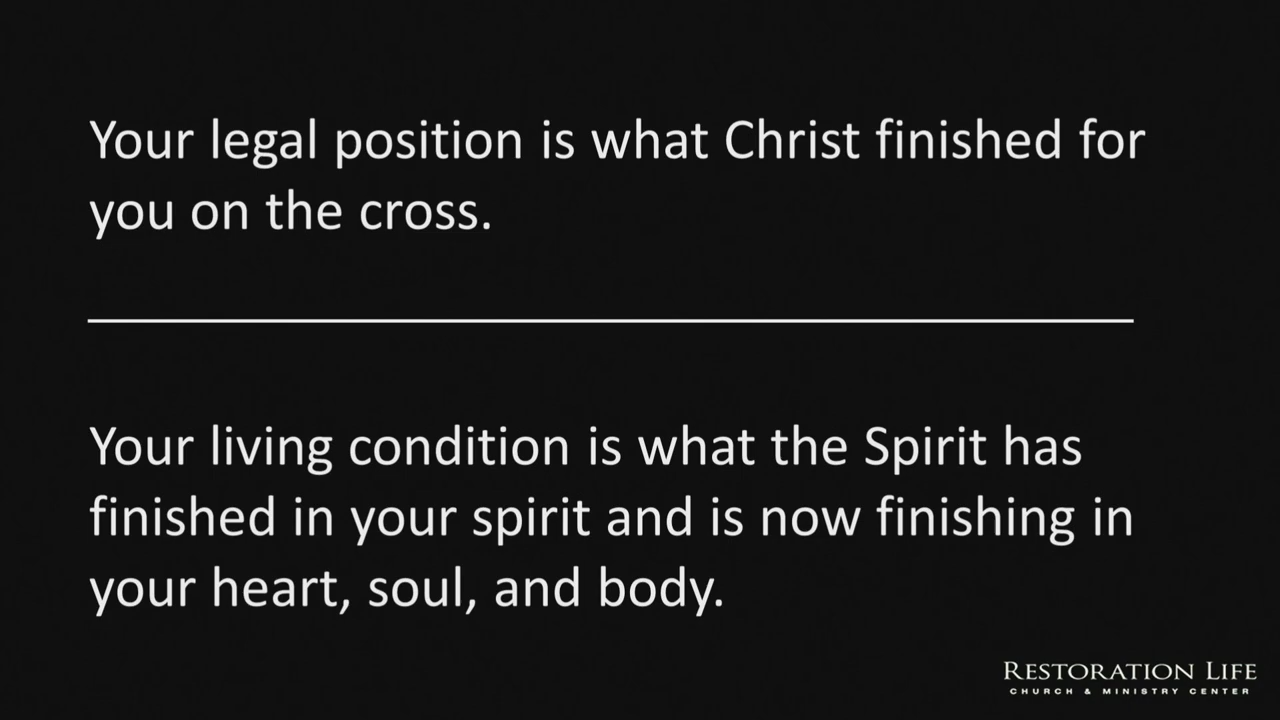 Your legal position is what Christ finished for
you on the cross.
Your living condition is what the Spirit has
finished in your spirit and is now finishing in
your heart, soul, and body.
RESTORATION LIFE
CHURCH & MINISTRY CENTER